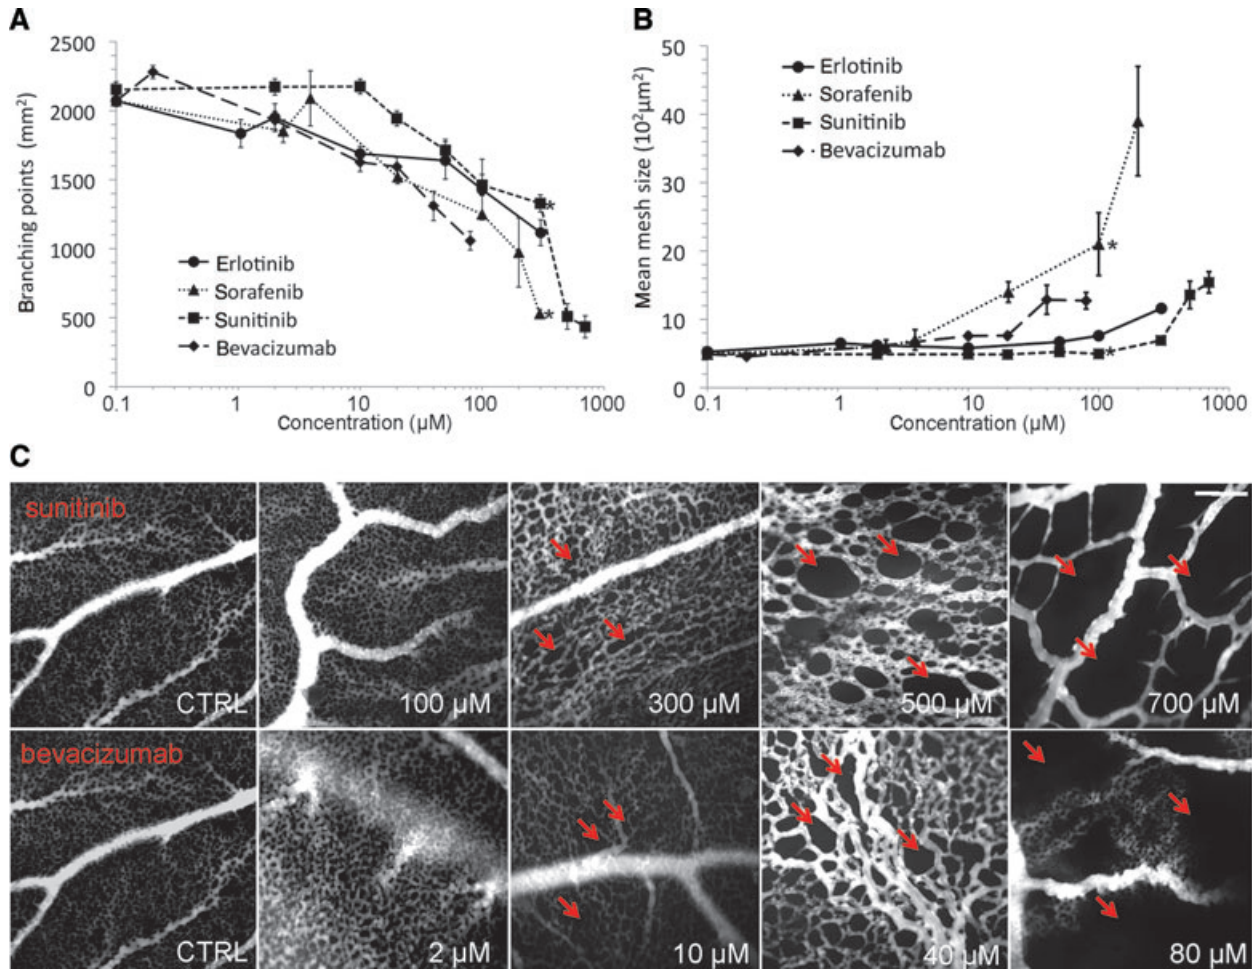 A
2500
2000
1500
1000
500
0
Branching points (mm²)
Erlotinib
Sorafenib
Sunitinib
Bevacizumab
*
*
0.1
1
10
100
1000
Concentration (µM)
B
50
40
30
20
10
0
Mean mesh size (10²µm²)
Erlotinib
Sorafenib
Sunitinib
Bevacizumab
*
*
0.1
1
10
100
1000
Concentration (µM)
C
sunitinib
CTRL
100 µM
300 µM
500 µM
700 µM
bevacizumab
CTRL
2 µM
10 µM
40 µM
80 µM